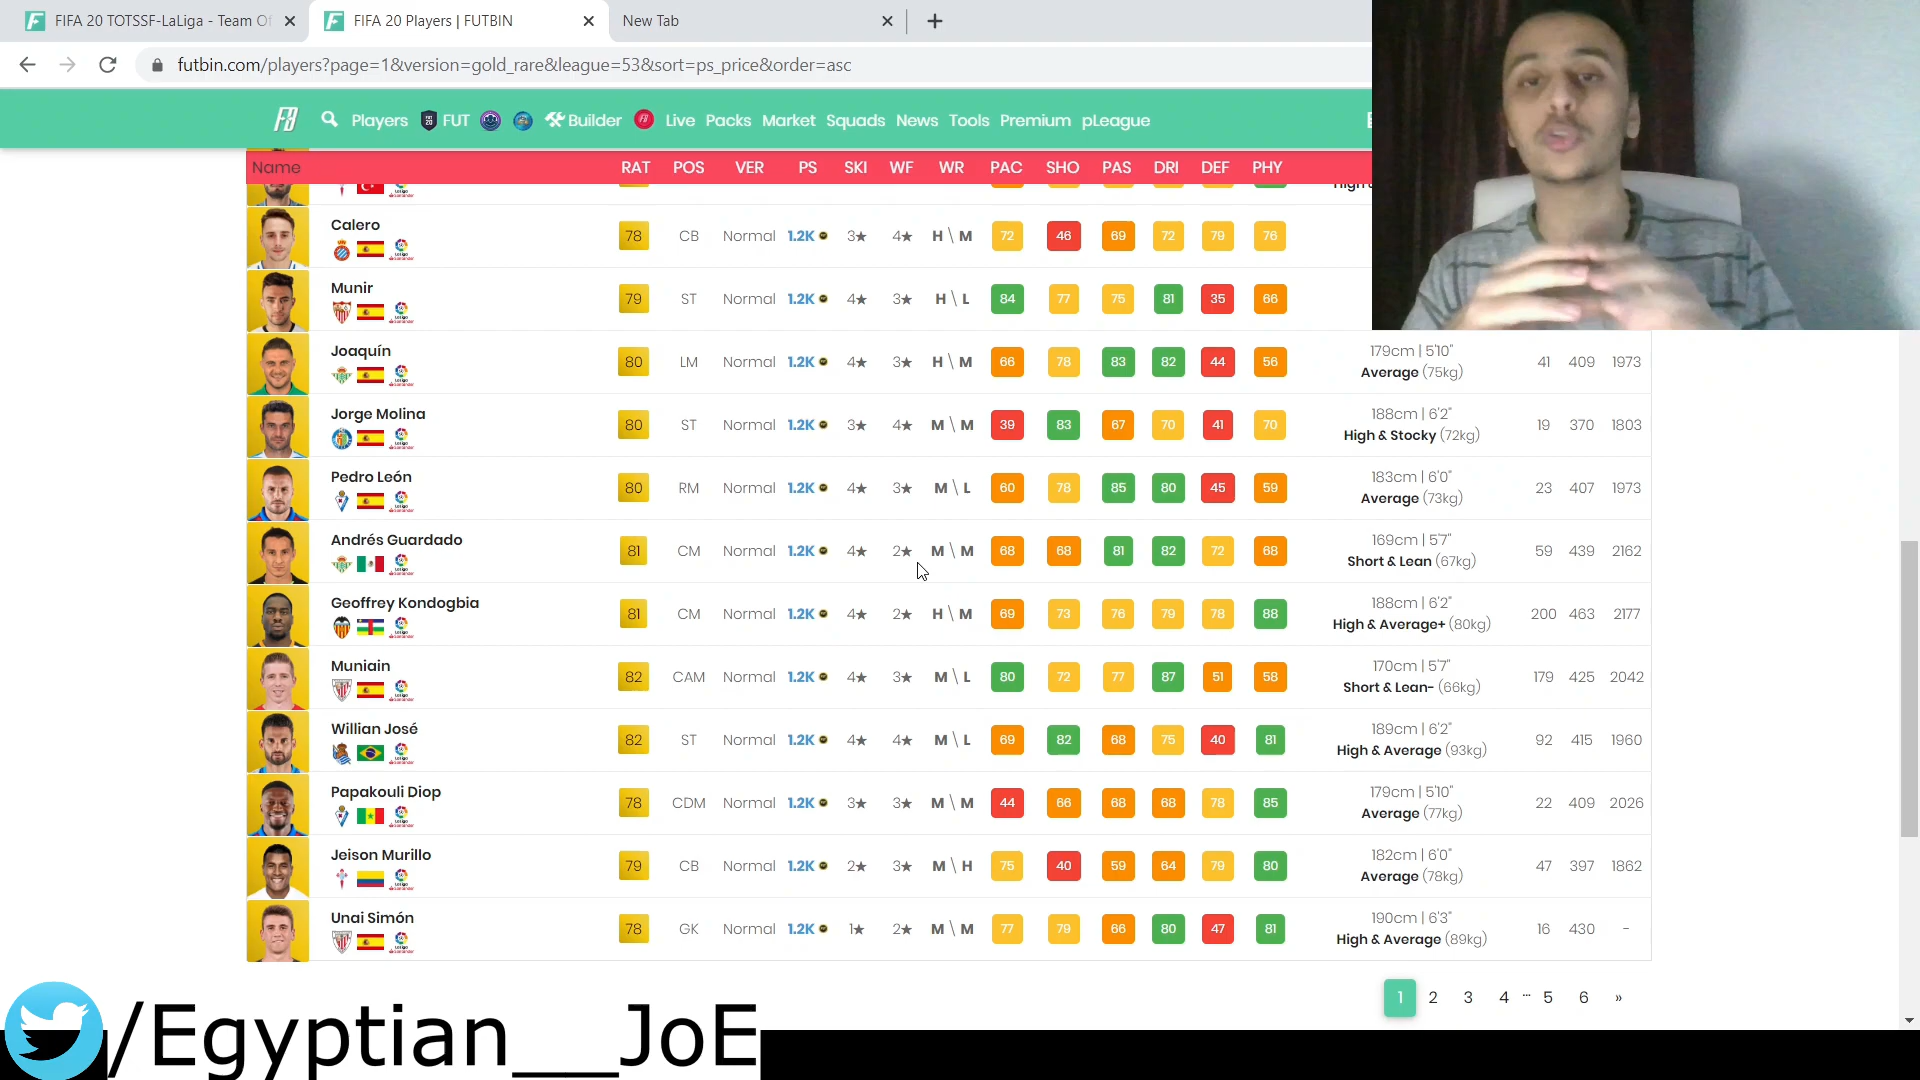 FIFA 20 TOTSSF-LaLiga - Team Of
FIFA 20 Players | FUTBIN
New Tab
futbin.com/players?page=1&version=gold_rare&league=53&sort=ps_price&order=asc
Players FUT Builder Live Packs Market Squads News Tools Premium pLeague
Name RAT POS VER PS SKI WF WR PAC SHO PAS DRI DEF PHY
Calero 78 CB Normal 1.2K 3★ 4★ H \ M 72 46 69 72 79 76
Munir 79 ST Normal 1.2K 4★ 3★ H \ L 84 77 75 81 35 66
Joaquín 80 LM Normal 1.2K 4★ 3★ H \ M 66 78 83 82 44 56 179cm | 5'10" Average (75kg) 41 409 1973
Jorge Molina 80 ST Normal 1.2K 3★ 4★ M \ M 39 83 67 70 41 70 188cm | 6'2" High & Stocky (72kg) 19 370 1803
Pedro León 80 RM Normal 1.2K 4★ 3★ M \ L 60 78 85 80 45 59 183cm | 6'0" Average (73kg) 23 407 1973
Andrés Guardado 81 CM Normal 1.2K 4★ 2★ M \ M 68 68 81 82 72 68 169cm | 5'7" Short & Lean (67kg) 59 439 2162
Geoffrey Kondogbia 81 CM Normal 1.2K 4★ 2★ H \ M 69 73 76 79 78 88 188cm | 6'2" High & Average+ (80kg) 200 463 2177
Muniain 82 CAM Normal 1.2K 4★ 3★ M \ L 80 72 77 87 51 58 170cm | 5'7" Short & Lean- (66kg) 179 425 2042
Willian José 82 ST Normal 1.2K 4★ 4★ M \ L 69 82 68 75 40 81 189cm | 6'2" High & Average (93kg) 92 415 1960
Papakouli Diop 78 CDM Normal 1.2K 3★ 3★ M \ M 44 66 68 68 78 85 179cm | 5'10" Average (77kg) 22 409 2026
Jeison Murillo 79 CB Normal 1.2K 2★ 3★ M \ H 75 40 59 64 79 80 182cm | 6'0" Average (78kg) 47 397 1862
Unai Simón 78 GK Normal 1.2K 1★ 2★ M \ M 77 79 66 80 47 81 190cm | 6'3" High & Average (89kg) 16 430 -
1 2 3 4 ... 5 6 »
/Egyptian__JoE